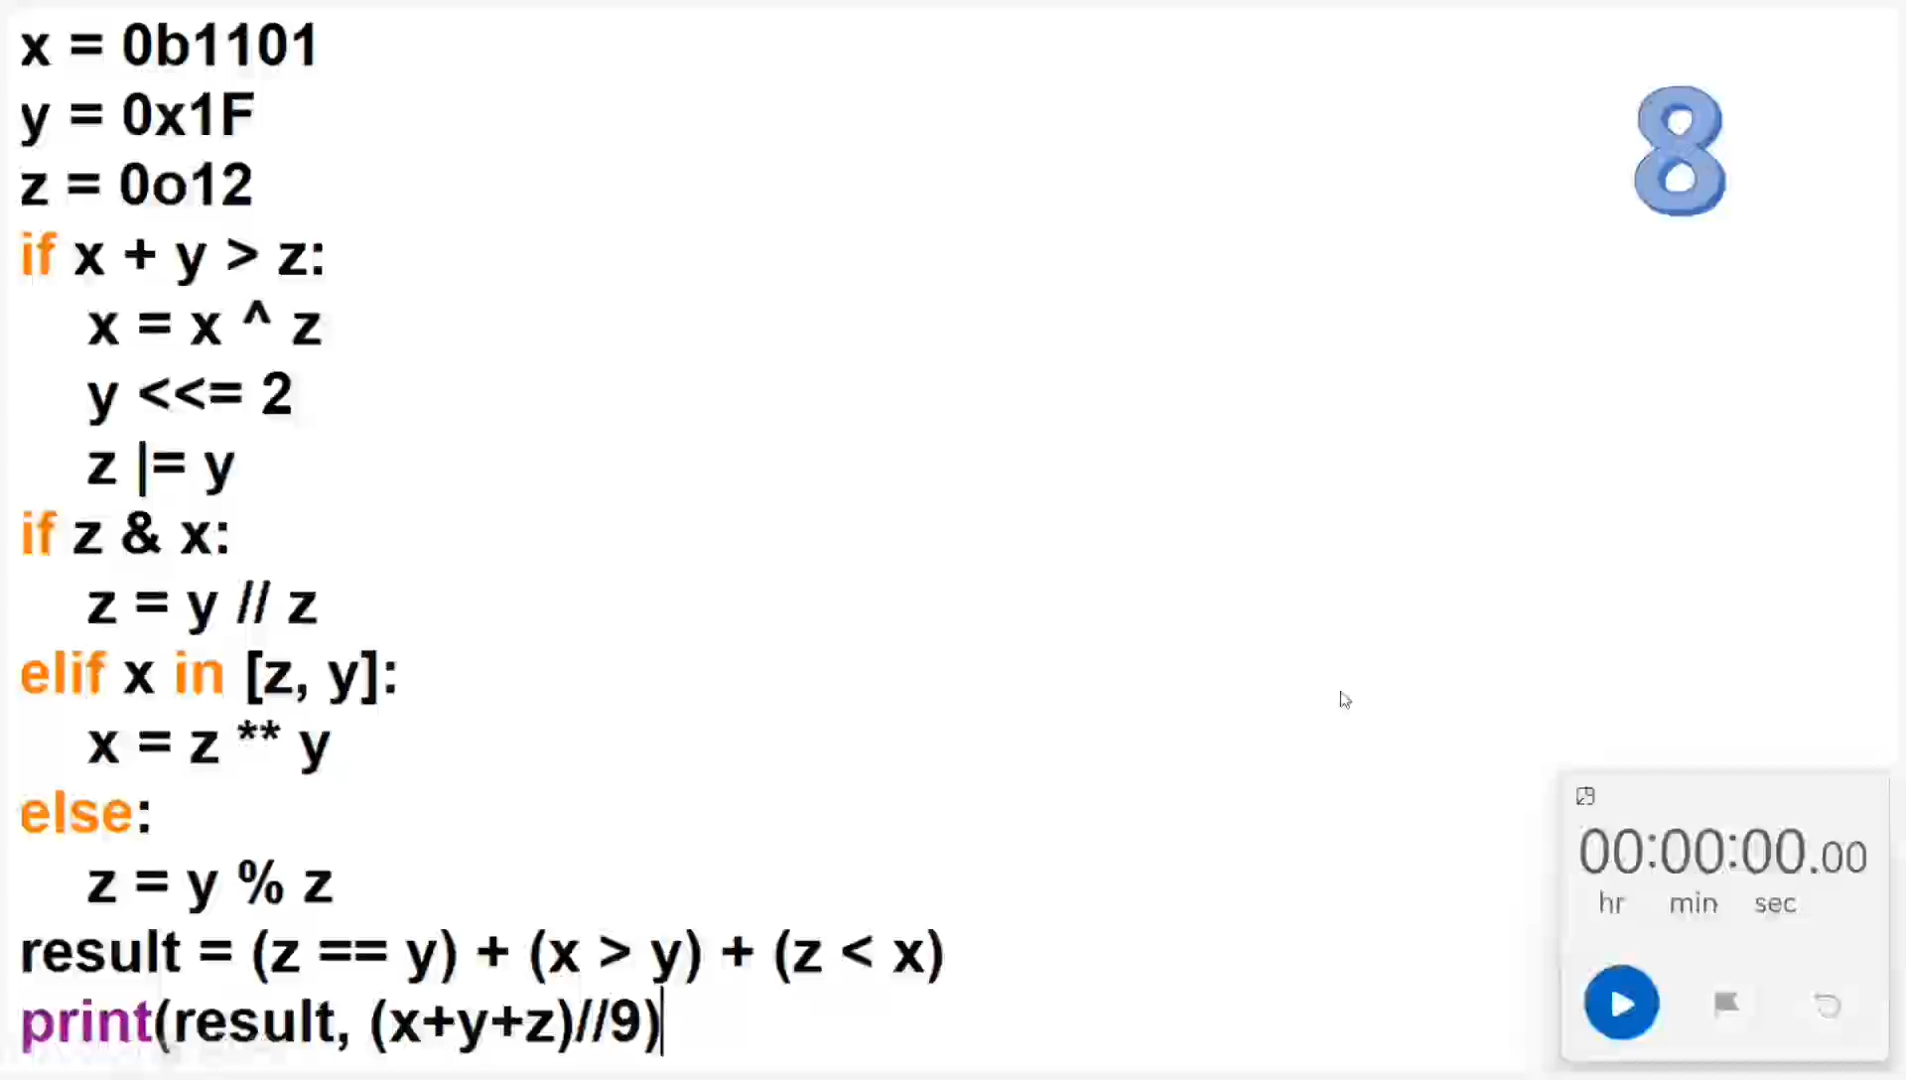 x = 0b1101
y = 0x1F
z = 0o12
if x + y > z:
x = x ^ z
y <<= 2
z |= y
if z & x:
z = y // z
elif x in [z, y]:
x = z ** y
else:
z = y % z
result = (z == y) + (x > y) + (z < x)
print(result, (x+y+z)//9)
8
00:00:00.00
hr min sec